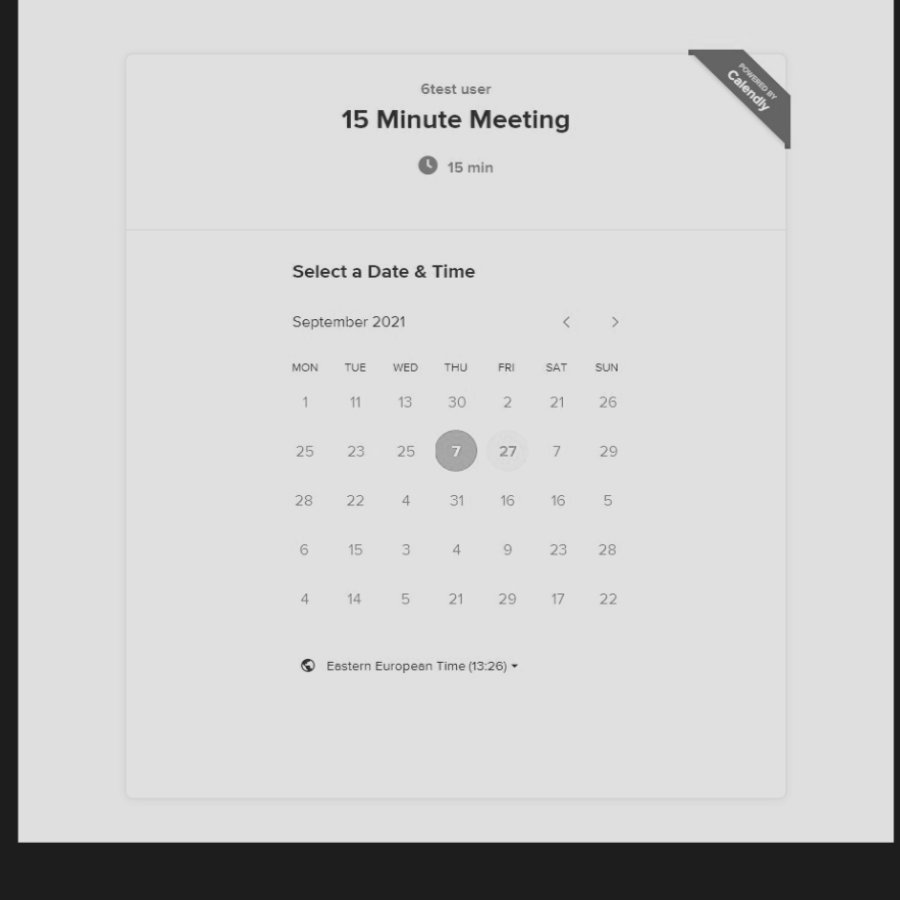 POWERED BY
Calendly
6test user
15 Minute Meeting
15 min
Select a Date & Time
September 2021
MON TUE WED THU FRI SAT SUN
1 11 13 30 2 21 26
25 23 25 7 27 7 29
28 22 4 31 16 16 5
6 15 3 4 9 23 28
4 14 5 21 29 17 22
Eastern European Time (13:26)